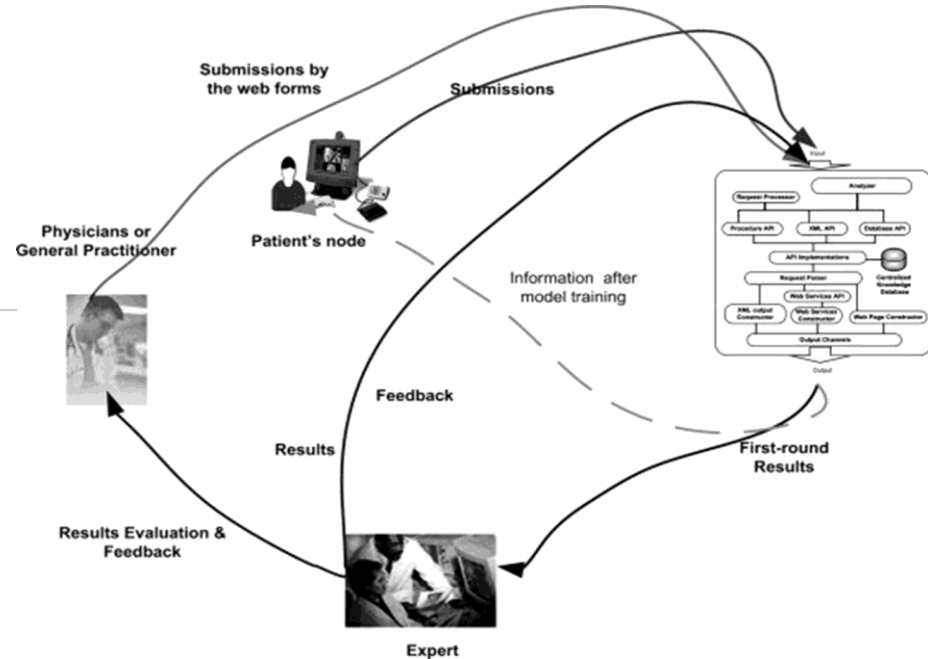 Submissions by
the web forms
Submissions
Input
Analyzer
Request Processor
Procedure API
XML API
Database API
API Implementations
Centralized
Knowledge
Database
Request Parser
Web Services API
XML output
Constructor
Web Services
Constructor
Web Page Constructor
Output Channels
Output
Physicians or
General Practitioner
Patient's node
Information after
model training
Feedback
Results
First-round
Results
Results Evaluation &
Feedback
Expert